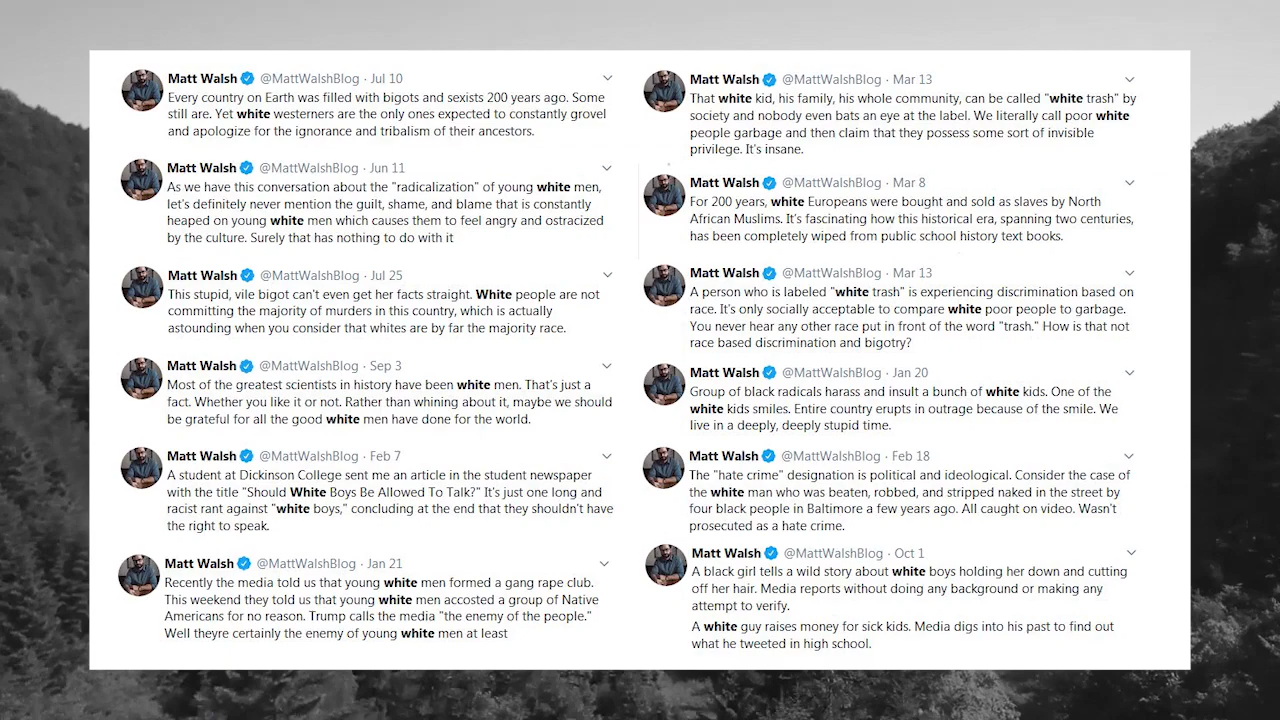 Matt Walsh @MattWalshBlog · Jul 10
Every country on Earth was filled with bigots and sexists 200 years ago. Some
still are. Yet white westerners are the only ones expected to constantly grovel
and apologize for the ignorance and tribalism of their ancestors.
Matt Walsh @MattWalshBlog · Jun 11
As we have this conversation about the "radicalization" of young white men,
let's definitely never mention the guilt, shame, and blame that is constantly
heaped on young white men which causes them to feel angry and ostracized
by the culture. Surely that has nothing to do with it
Matt Walsh @MattWalshBlog · Jul 25
This stupid, vile bigot can't even get her facts straight. White people are not
committing the majority of murders in this country, which is actually
astounding when you consider that whites are by far the majority race.
Matt Walsh @MattWalshBlog · Sep 3
Most of the greatest scientists in history have been white men. That's just a
fact. Whether you like it or not. Rather than whining about it, maybe we should
be grateful for all the good white men have done for the world.
Matt Walsh @MattWalshBlog · Feb 7
A student at Dickinson College sent me an article in the student newspaper
with the title "Should White Boys Be Allowed To Talk?" It's just one long and
racist rant against "white boys," concluding at the end that they shouldn't have
the right to speak.
Matt Walsh @MattWalshBlog · Jan 21
Recently the media told us that young white men formed a gang rape club.
This weekend they told us that young white men accosted a group of Native
Americans for no reason. Trump calls the media "the enemy of the people."
Well theyre certainly the enemy of young white men at least
Matt Walsh @MattWalshBlog · Mar 13
That white kid, his family, his whole community, can be called "white trash" by
society and nobody even bats an eye at the label. We literally call poor white
people garbage and then claim that they possess some sort of invisible
privilege. It's insane.
Matt Walsh @MattWalshBlog · Mar 8
For 200 years, white Europeans were bought and sold as slaves by North
African Muslims. It's fascinating how this historical era, spanning two centuries,
has been completely wiped from public school history text books.
Matt Walsh @MattWalshBlog · Mar 13
A person who is labeled "white trash" is experiencing discrimination based on
race. It's only socially acceptable to compare white poor people to garbage.
You never hear any other race put in front of the word "trash." How is that not
race based discrimination and bigotry?
Matt Walsh @MattWalshBlog · Jan 20
Group of black radicals harass and insult a bunch of white kids. One of the
white kids smiles. Entire country erupts in outrage because of the smile. We
live in a deeply, deeply stupid time.
Matt Walsh @MattWalshBlog · Feb 18
The "hate crime" designation is political and ideological. Consider the case of
the white man who was beaten, robbed, and stripped naked in the street by
four black people in Baltimore a few years ago. All caught on video. Wasn't
prosecuted as a hate crime.
Matt Walsh @MattWalshBlog · Oct 1
A black girl tells a wild story about white boys holding her down and cutting
off her hair. Media reports without doing any background or making any
attempt to verify.
A white guy raises money for sick kids. Media digs into his past to find out
what he tweeted in high school.